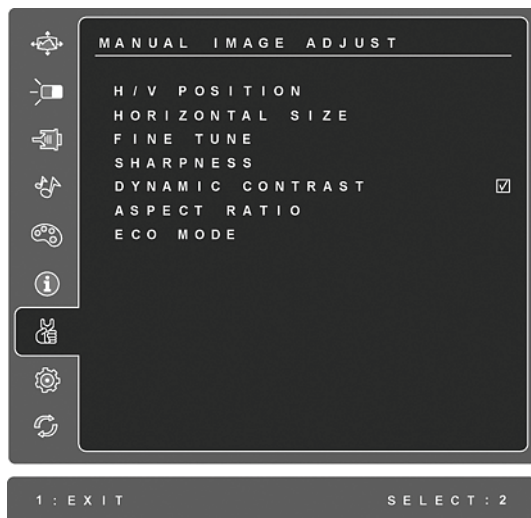 MANUAL IMAGE ADJUST
H/V POSITION
HORIZONTAL SIZE
FINE TUNE
SHARPNESS
DYNAMIC CONTRAST
ASPECT RATIO
ECO MODE
1:EXIT SELECT:2